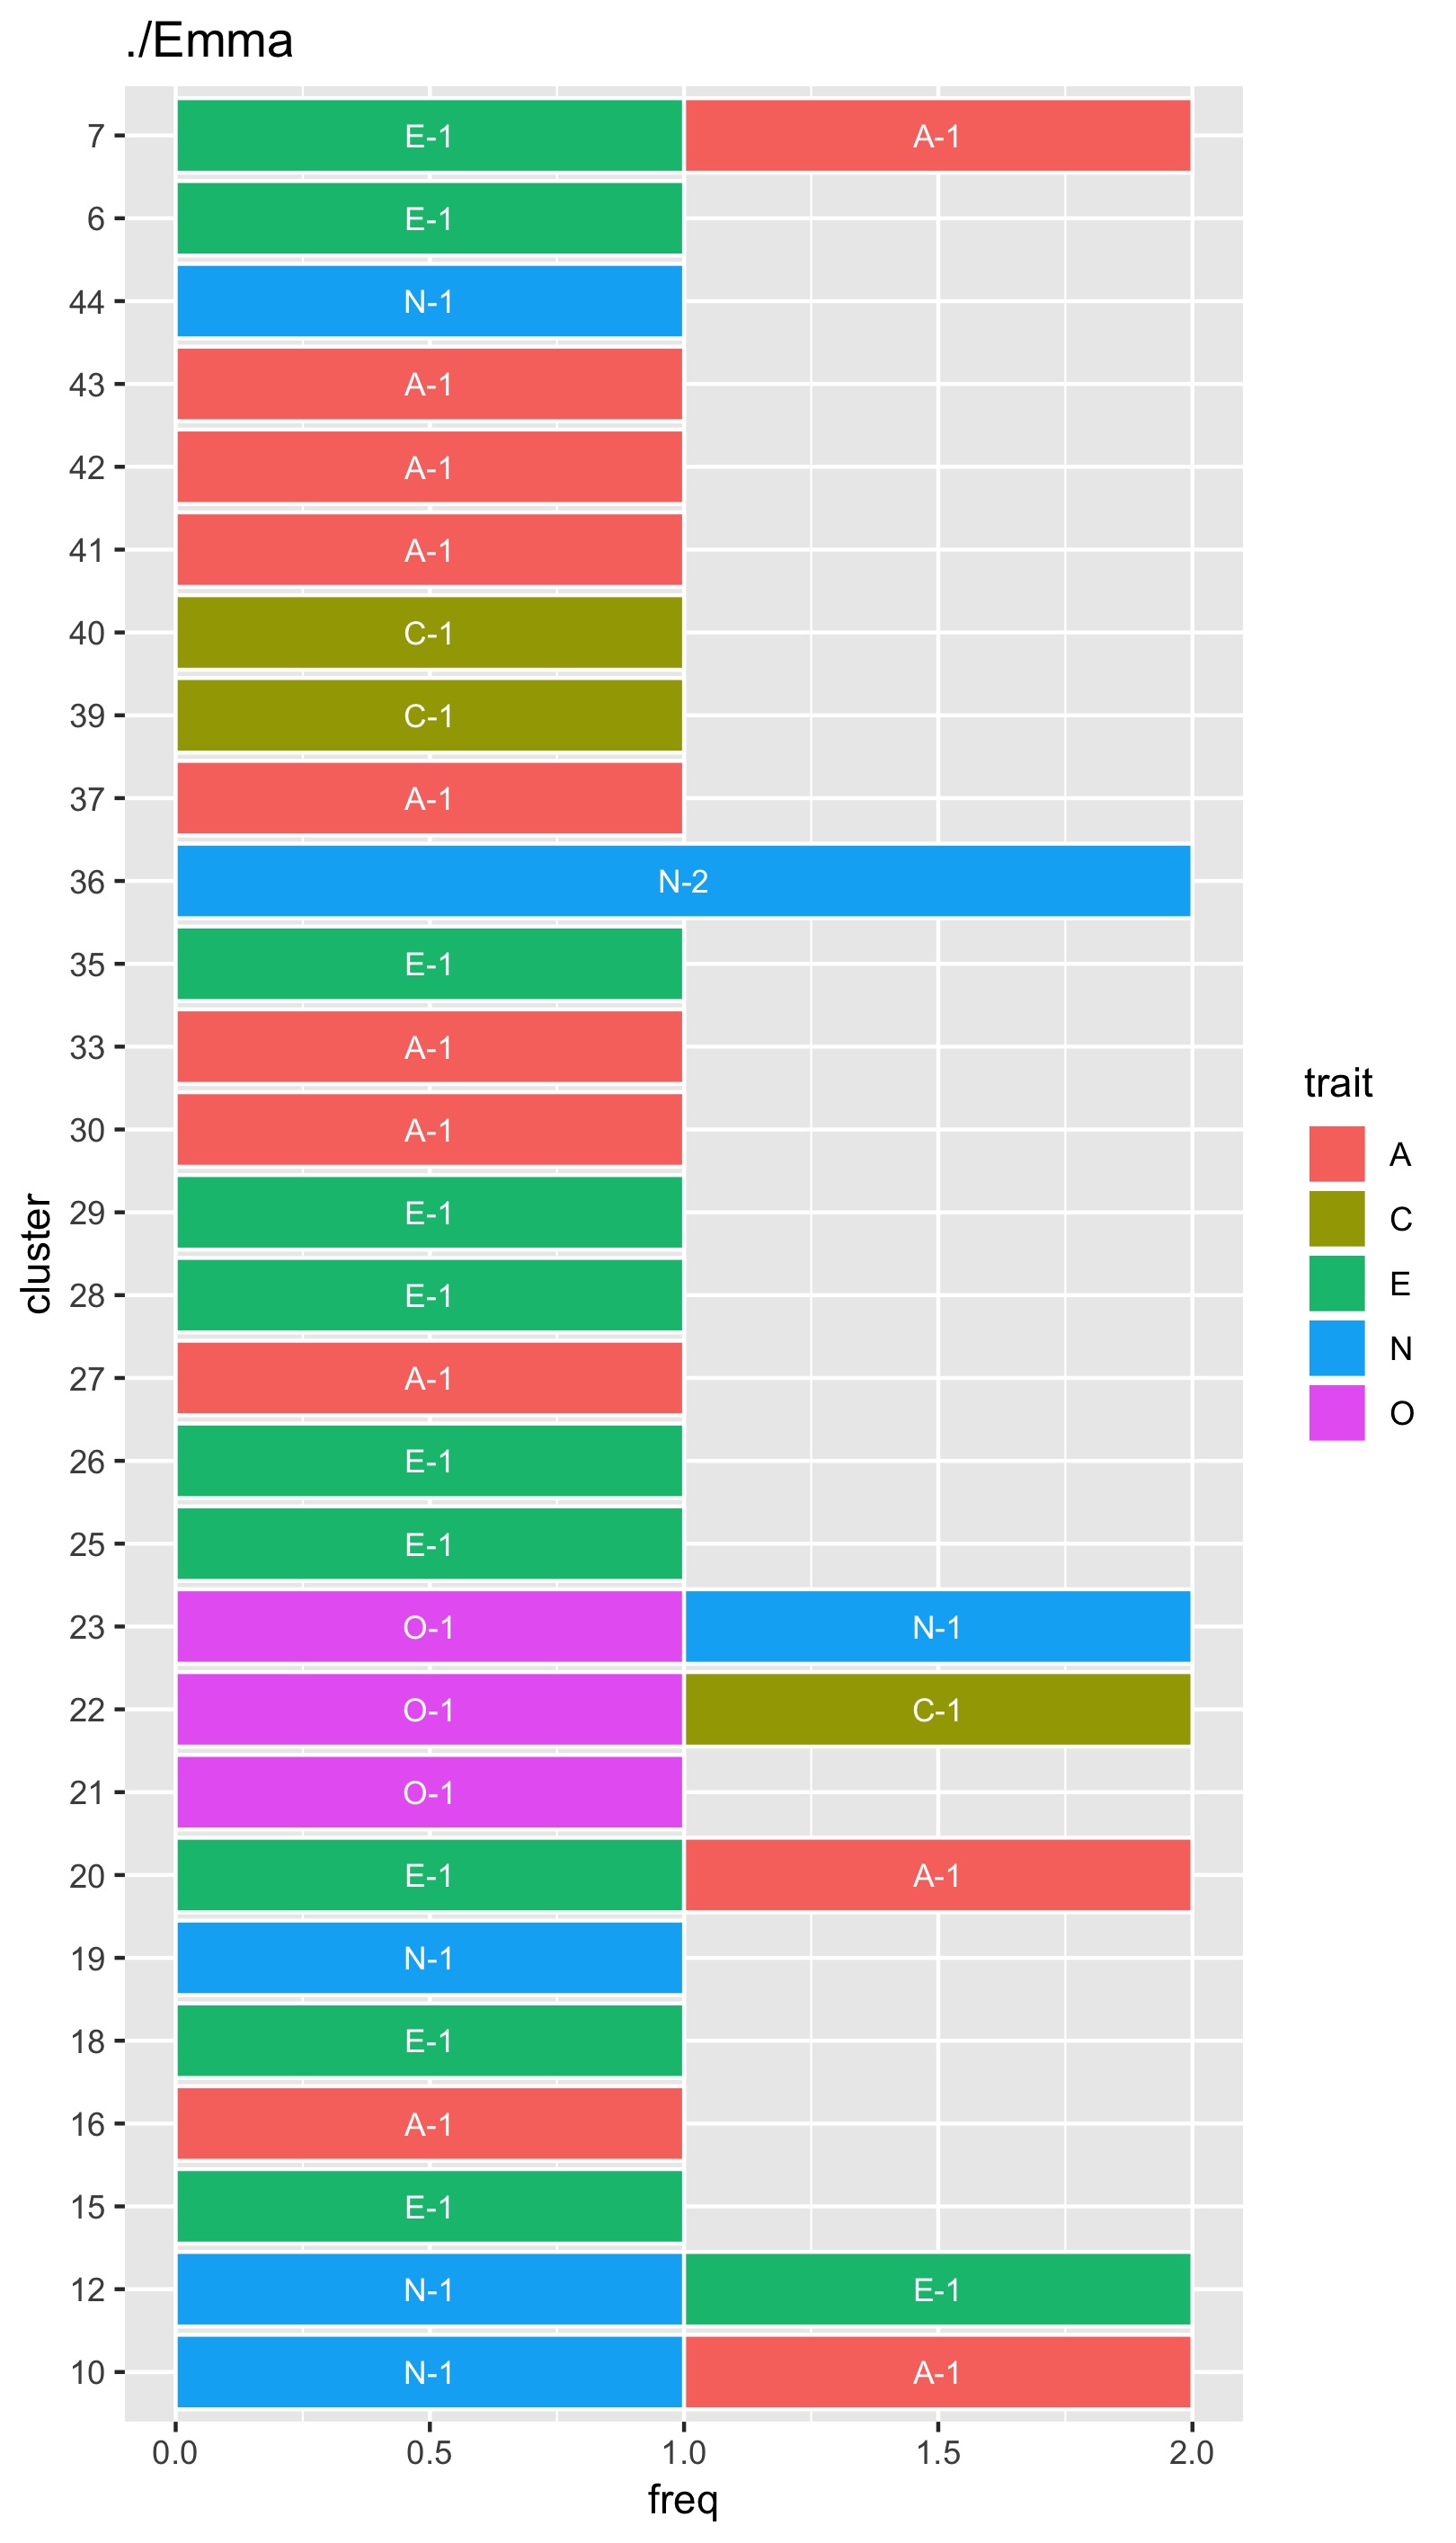 ./Emma
7 E-1 A-1
6 E-1
44 N-1
43 A-1
42 A-1
41 A-1
40 C-1
39 C-1
37 A-1
36 N-2
35 E-1
33 A-1
30 A-1
29 E-1
28 E-1
27 A-1
26 E-1
25 E-1
23 O-1 N-1
22 O-1 C-1
21 O-1
20 E-1 A-1
19 N-1
18 E-1
16 A-1
15 E-1
12 N-1 E-1
10 N-1 A-1
0.0 0.5 1.0 1.5 2.0
freq
cluster
trait
A
C
E
N
O